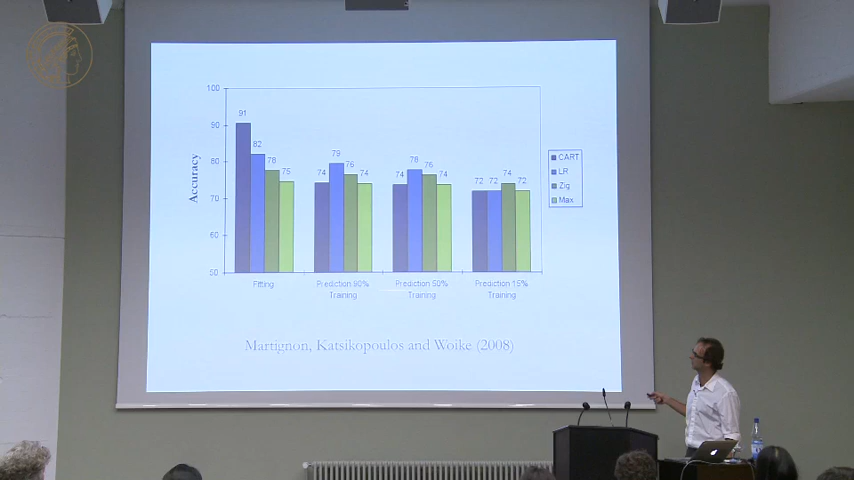 100
90
80
70
60
50
Accuracy
91
82
78
75
74
79
76
74
74
78
76
74
72
72
74
72
Fitting
Prediction 90%
Training
Prediction 50%
Training
Prediction 15%
Training
CART
LR
Zig
Max
Martignon, Katsikopoulos and Woike (2008)